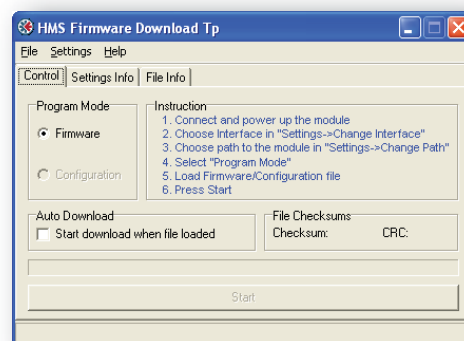 HMS Firmware Download Tp
File Settings Help
Control Settings Info File Info
Program Mode
Firmware
Configuration
Instruction
1. Connect and power up the module
2. Choose Interface in "Settings->Change Interface"
3. Choose path to the module in "Settings->Change Path"
4. Select "Program Mode"
5. Load Firmware/Configuration file
6. Press Start
Auto Download
Start download when file loaded
File Checksums
Checksum: CRC:
Start